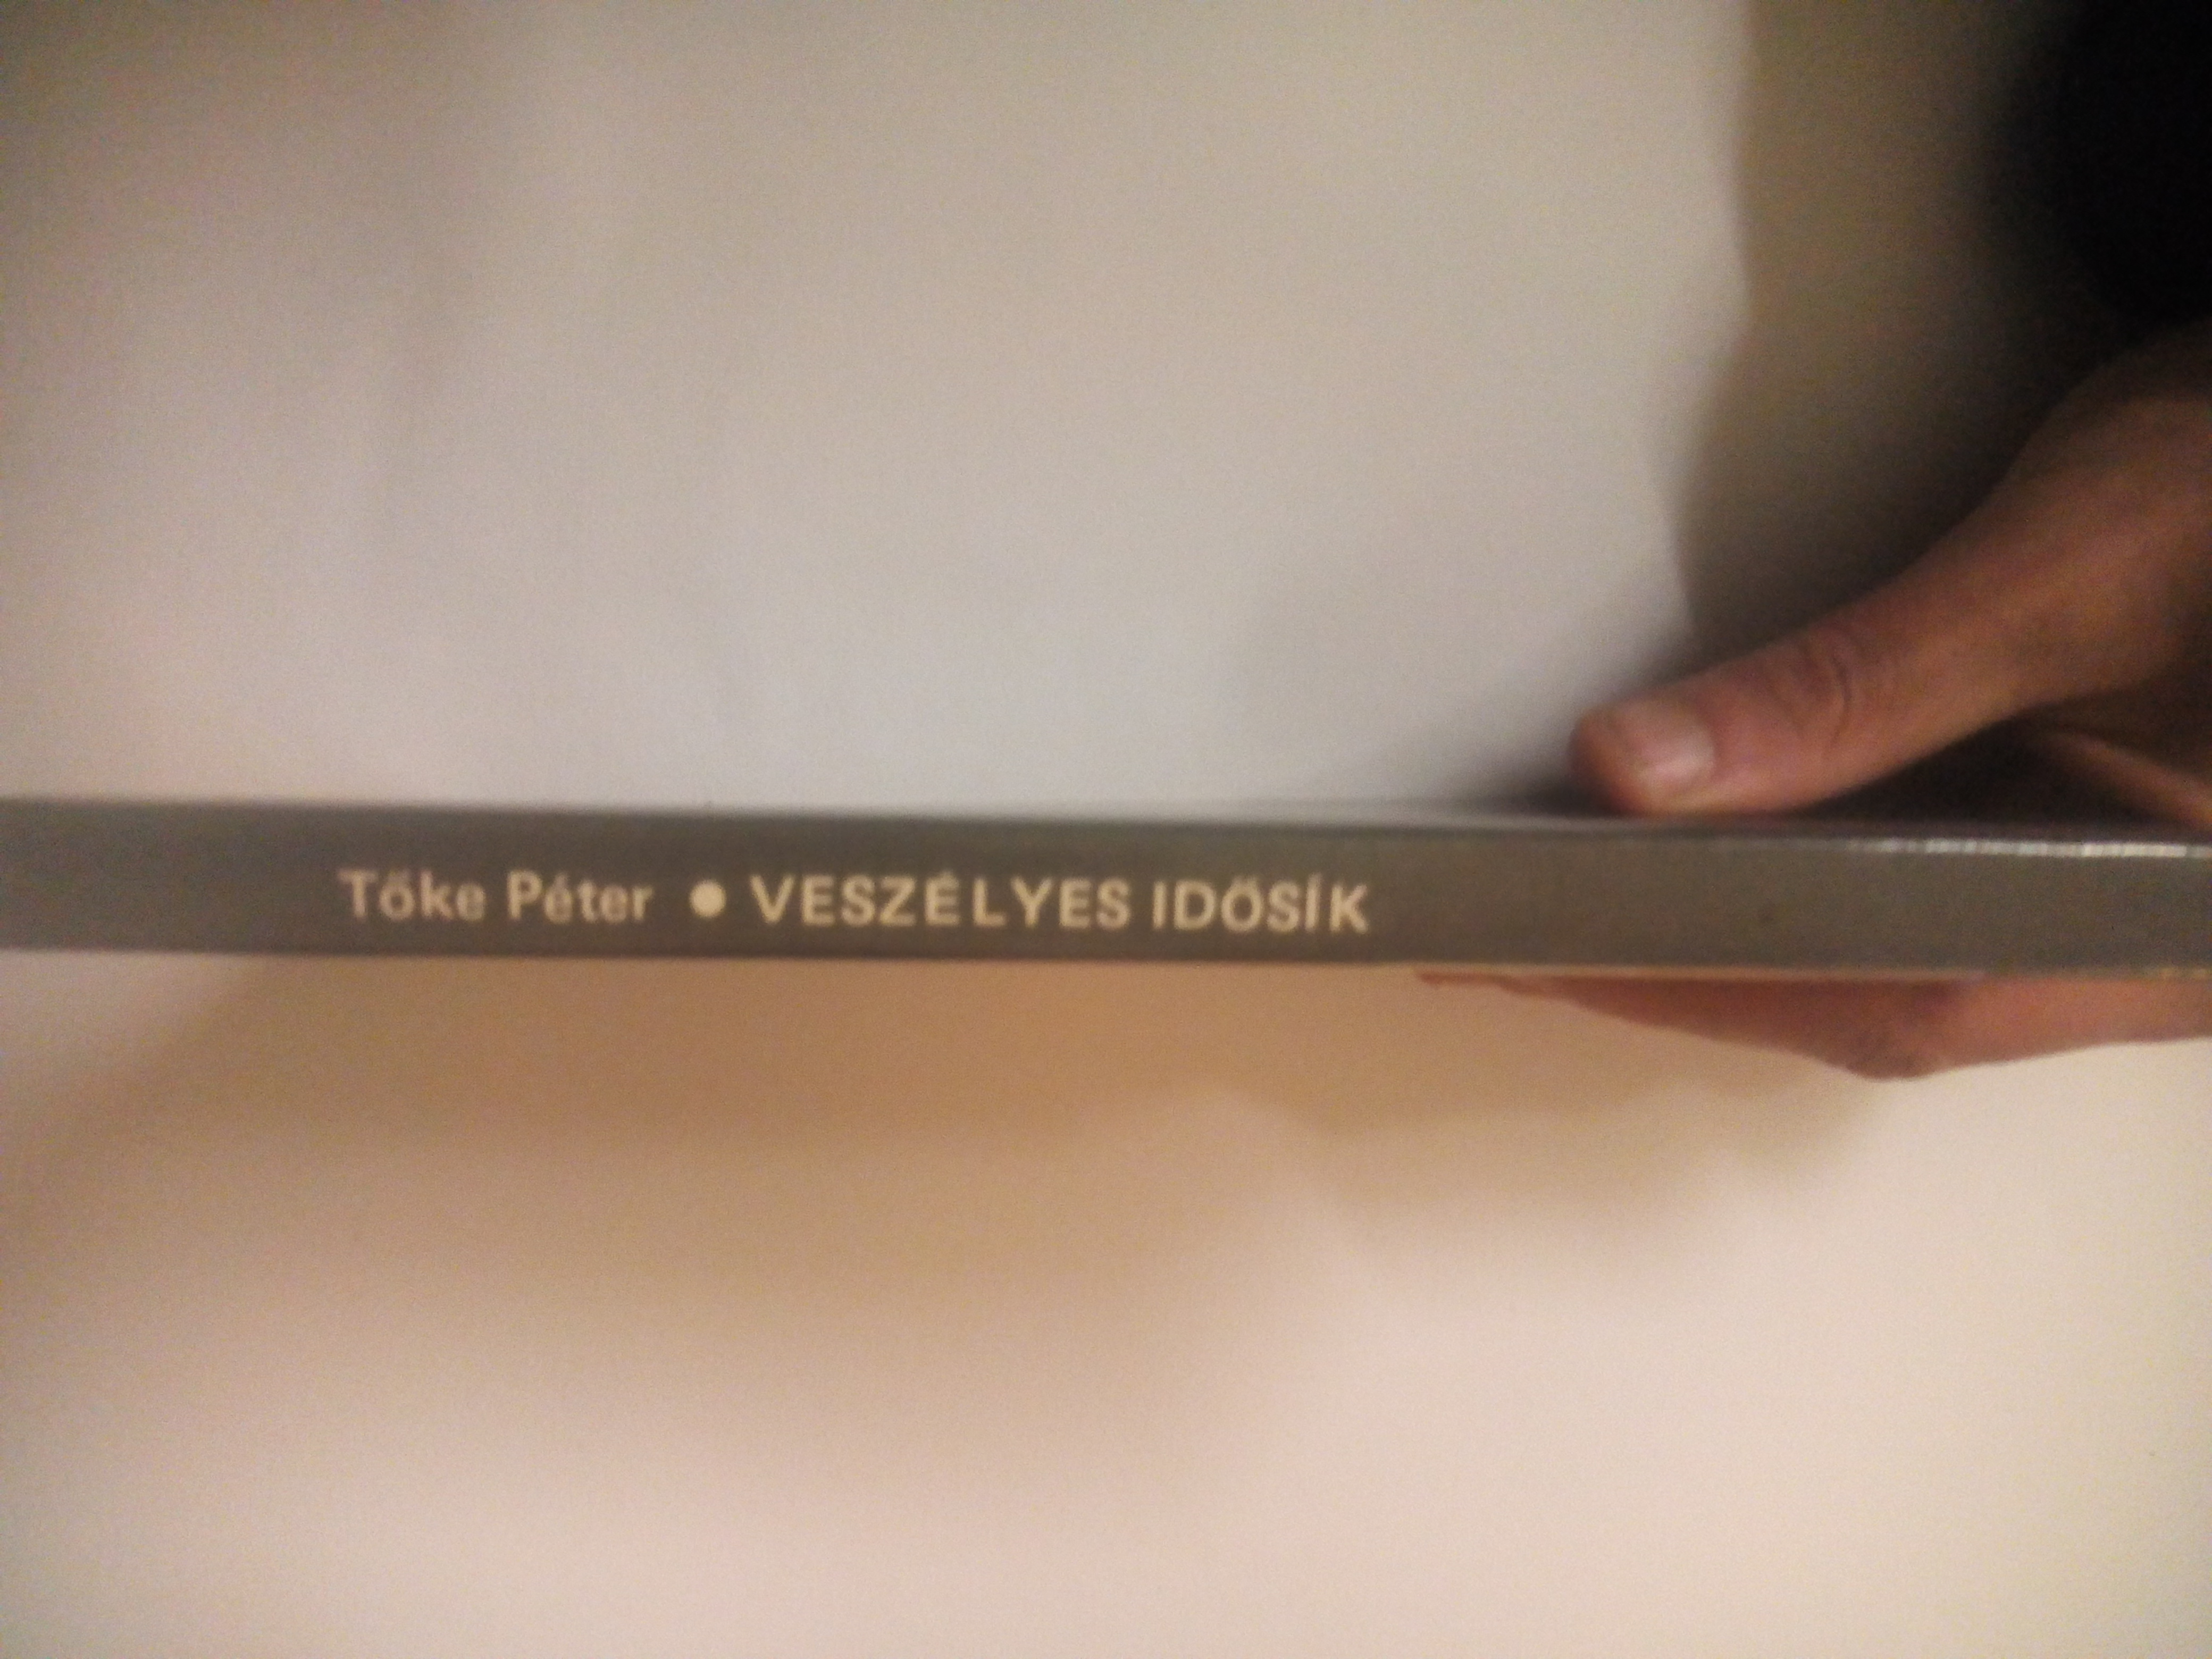 Tőke Péter ● VESZÉLYES IDŐSÍK